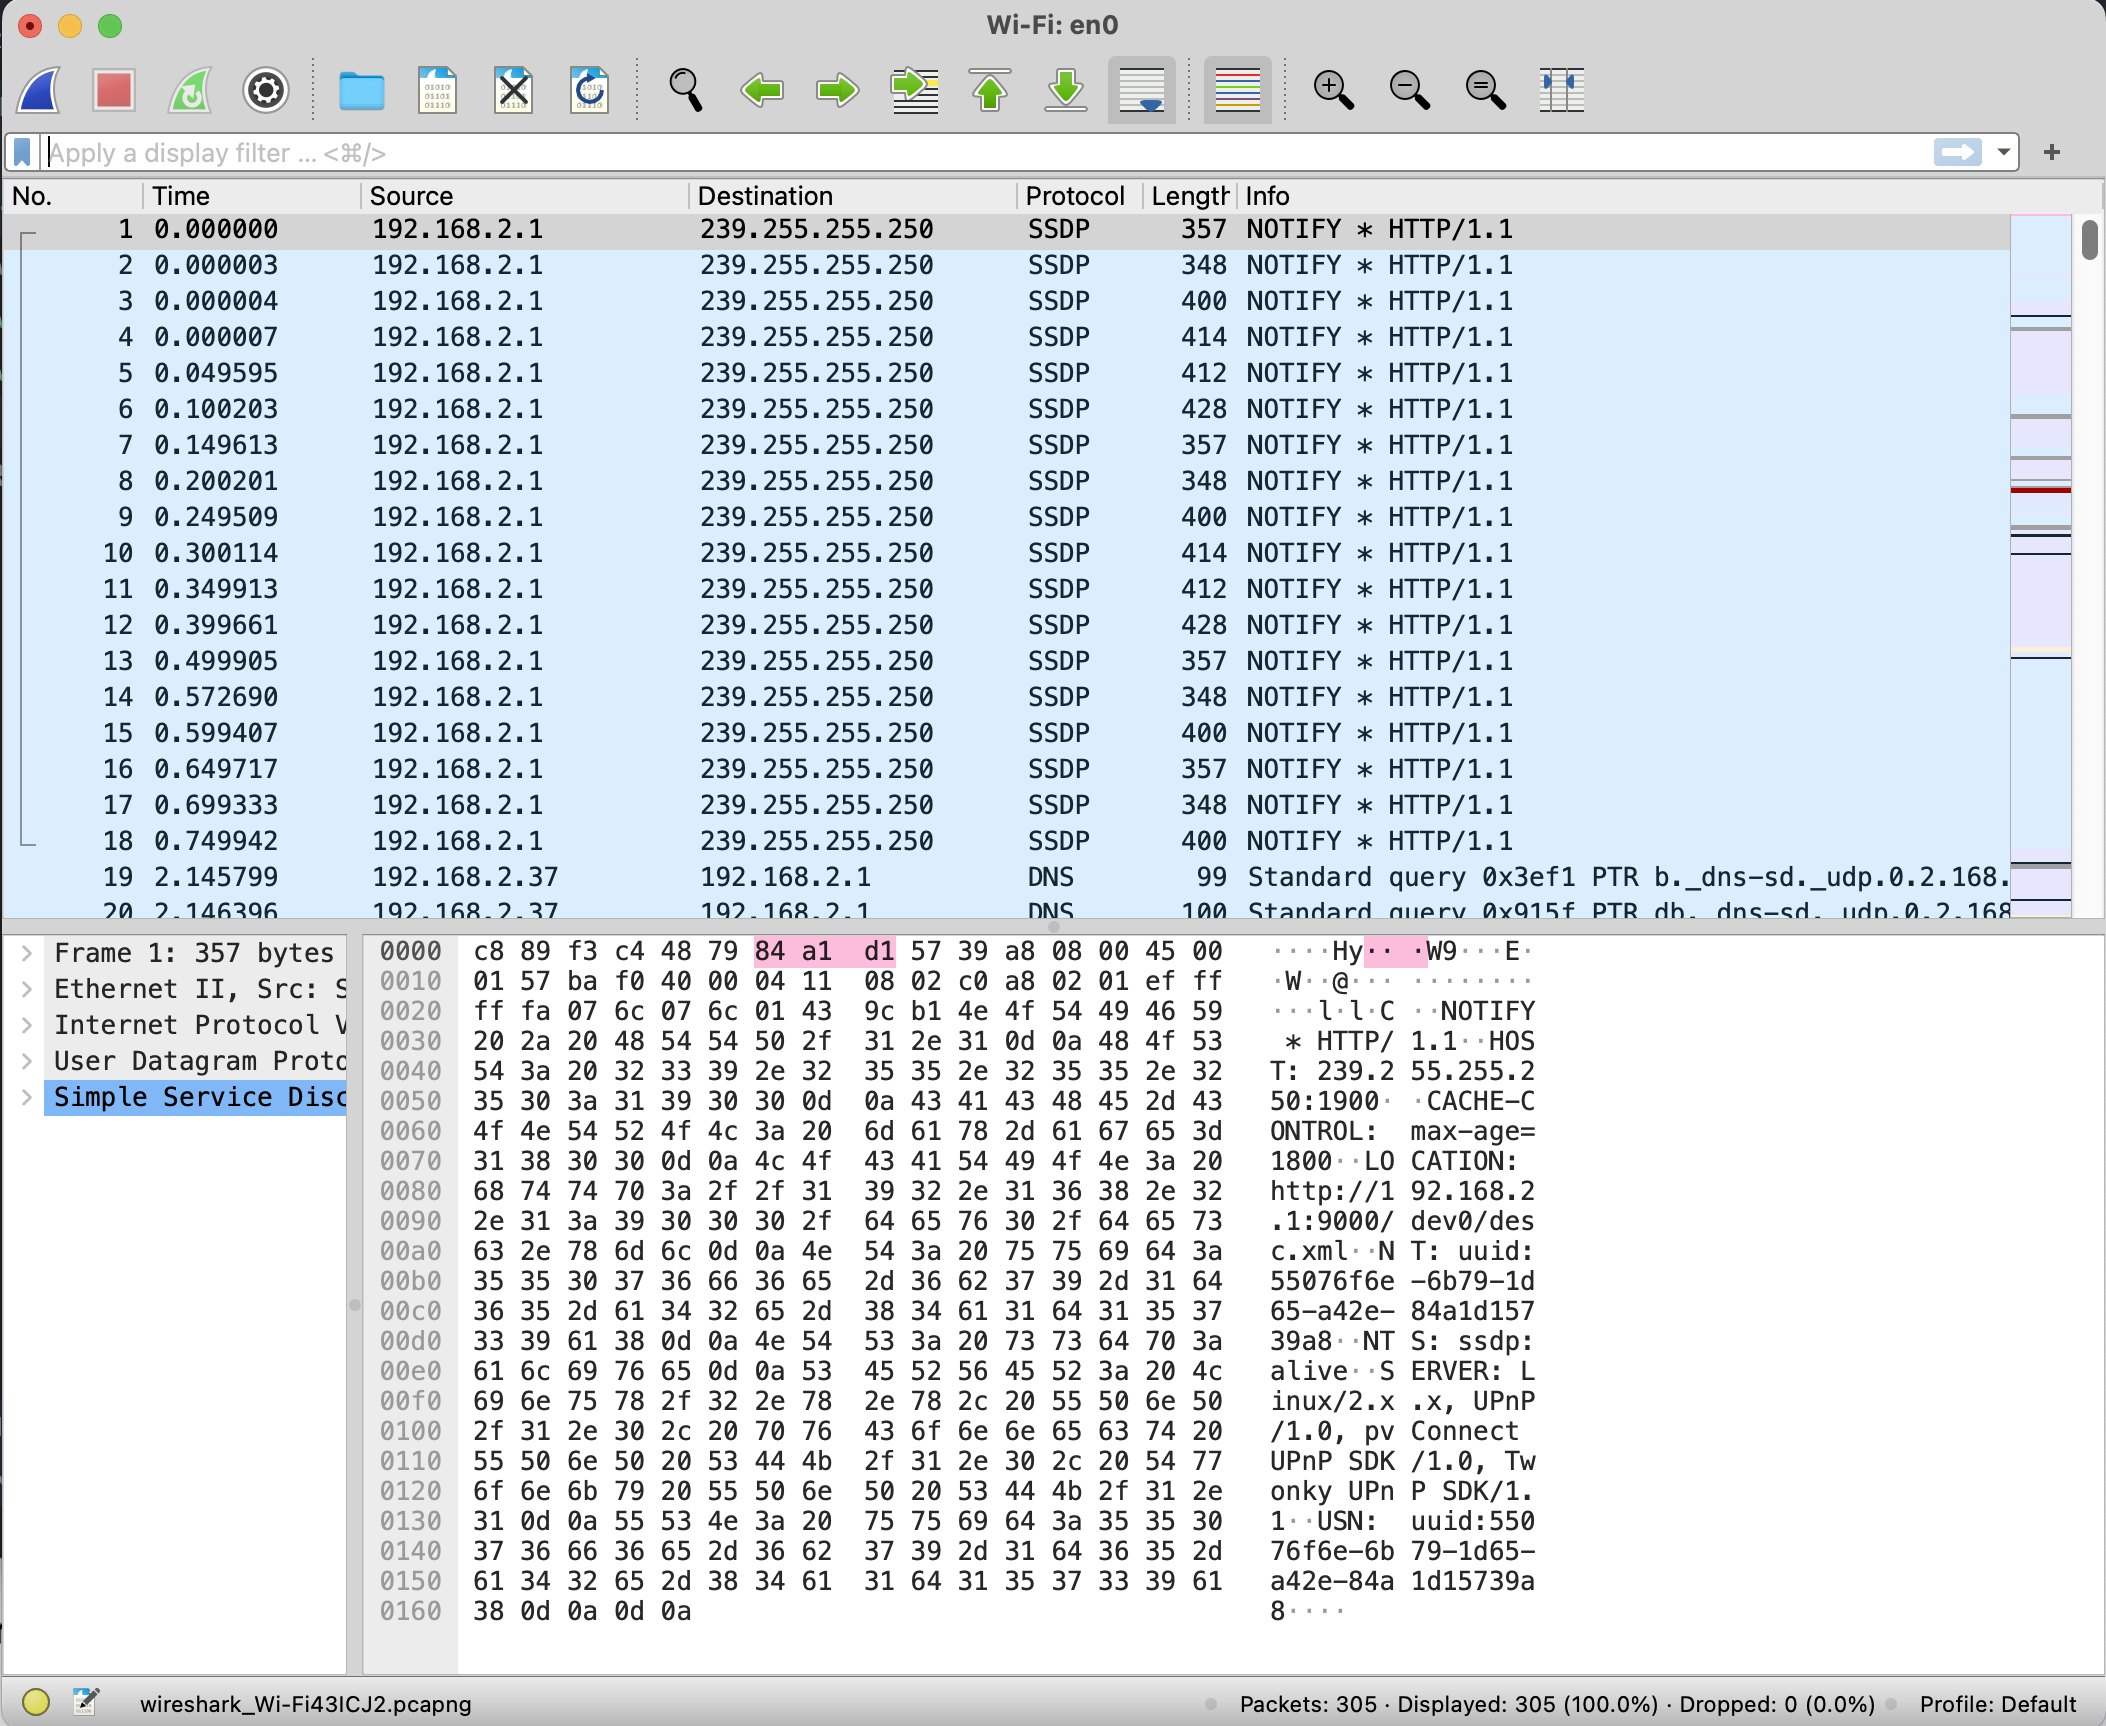 Wi-Fi: en0
Apply a display filter ... <⌘/>
No. Time Source Destination Protocol Length Info
1 0.000000 192.168.2.1 239.255.255.250 SSDP 357 NOTIFY * HTTP/1.1
2 0.000003 192.168.2.1 239.255.255.250 SSDP 348 NOTIFY * HTTP/1.1
3 0.000004 192.168.2.1 239.255.255.250 SSDP 400 NOTIFY * HTTP/1.1
4 0.000007 192.168.2.1 239.255.255.250 SSDP 414 NOTIFY * HTTP/1.1
5 0.049595 192.168.2.1 239.255.255.250 SSDP 412 NOTIFY * HTTP/1.1
6 0.100203 192.168.2.1 239.255.255.250 SSDP 428 NOTIFY * HTTP/1.1
7 0.149613 192.168.2.1 239.255.255.250 SSDP 357 NOTIFY * HTTP/1.1
8 0.200201 192.168.2.1 239.255.255.250 SSDP 348 NOTIFY * HTTP/1.1
9 0.249509 192.168.2.1 239.255.255.250 SSDP 400 NOTIFY * HTTP/1.1
10 0.300114 192.168.2.1 239.255.255.250 SSDP 414 NOTIFY * HTTP/1.1
11 0.349913 192.168.2.1 239.255.255.250 SSDP 412 NOTIFY * HTTP/1.1
12 0.399661 192.168.2.1 239.255.255.250 SSDP 428 NOTIFY * HTTP/1.1
13 0.499905 192.168.2.1 239.255.255.250 SSDP 357 NOTIFY * HTTP/1.1
14 0.572690 192.168.2.1 239.255.255.250 SSDP 348 NOTIFY * HTTP/1.1
15 0.599407 192.168.2.1 239.255.255.250 SSDP 400 NOTIFY * HTTP/1.1
16 0.649717 192.168.2.1 239.255.255.250 SSDP 357 NOTIFY * HTTP/1.1
17 0.699333 192.168.2.1 239.255.255.250 SSDP 348 NOTIFY * HTTP/1.1
18 0.749942 192.168.2.1 239.255.255.250 SSDP 400 NOTIFY * HTTP/1.1
19 2.145799 192.168.2.37 192.168.2.1 DNS 99 Standard query 0x3ef1 PTR b._dns-sd._udp.0.2.168.
20 2.146396 192.168.2.37 192.168.2.1 DNS 100 Standard query 0x915f PTR db._dns-sd._udp.0.2.168
Frame 1: 357 bytes
Ethernet II, Src: S
Internet Protocol V
User Datagram Proto
Simple Service Disc
0000 c8 89 f3 c4 48 79 84 a1 d1 57 39 a8 08 00 45 00 ····Hy·· ·W9···E·
0010 01 57 ba f0 40 00 04 11 08 02 c0 a8 02 01 ef ff ·W··@··· ········
0020 ff fa 07 6c 07 6c 01 43 9c b1 4e 4f 54 49 46 59 ···l·l·C ··NOTIFY
0030 20 2a 20 48 54 54 50 2f 31 2e 31 0d 0a 48 4f 53 * HTTP/ 1.1··HOS
0040 54 3a 20 32 33 39 2e 32 35 35 2e 32 35 35 2e 32 T: 239.2 55.255.2
0050 35 30 3a 31 39 30 30 0d 0a 43 41 43 48 45 2d 43 50:1900· ·CACHE-C
0060 4f 4e 54 52 4f 4c 3a 20 6d 61 78 2d 61 67 65 3d ONTROL: max-age=
0070 31 38 30 30 0d 0a 4c 4f 43 41 54 49 4f 4e 3a 20 1800··LO CATION:
0080 68 74 74 70 3a 2f 2f 31 39 32 2e 31 36 38 2e 32 http://1 92.168.2
0090 2e 31 3a 39 30 30 30 2f 64 65 76 30 2f 64 65 73 .1:9000/ dev0/des
00a0 63 2e 78 6d 6c 0d 0a 4e 54 3a 20 75 75 69 64 3a c.xml··N T: uuid:
00b0 35 35 30 37 36 66 36 65 2d 36 62 37 39 2d 31 64 55076f6e -6b79-1d
00c0 36 35 2d 61 34 32 65 2d 38 34 61 31 64 31 35 37 65-a42e- 84a1d157
00d0 33 39 61 38 0d 0a 4e 54 53 3a 20 73 73 64 70 3a 39a8··NT S: ssdp:
00e0 61 6c 69 76 65 0d 0a 53 45 52 56 45 52 3a 20 4c alive··S ERVER: L
00f0 69 6e 75 78 2f 32 2e 78 2e 78 2c 20 55 50 6e 50 inux/2.x .x, UPnP
0100 2f 31 2e 30 2c 20 70 76 43 6f 6e 6e 65 63 74 20 /1.0, pv Connect
0110 55 50 6e 50 20 53 44 4b 2f 31 2e 30 2c 20 54 77 UPnP SDK /1.0, Tw
0120 6f 6e 6b 79 20 55 50 6e 50 20 53 44 4b 2f 31 2e onky UPn P SDK/1.
0130 31 0d 0a 55 53 4e 3a 20 75 75 69 64 3a 35 35 30 1··USN: uuid:550
0140 37 36 66 36 65 2d 36 62 37 39 2d 31 64 36 35 2d 76f6e-6b 79-1d65-
0150 61 34 32 65 2d 38 34 61 31 64 31 35 37 33 39 61 a42e-84a 1d15739a
0160 38 0d 0a 0d 0a 8····
wireshark_Wi-Fi43ICJ2.pcapng
Packets: 305 · Displayed: 305 (100.0%) · Dropped: 0 (0.0%)
Profile: Default